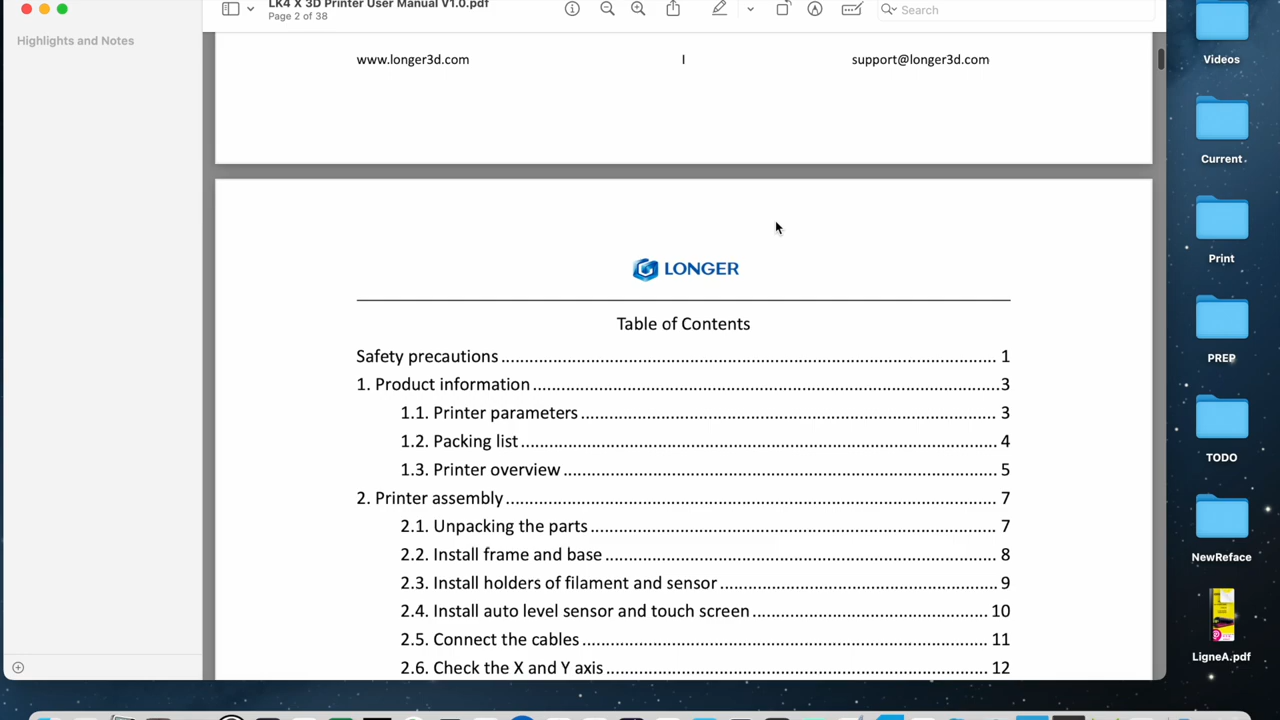 LK4 X 3D Printer User Manual V1.0.pdf
Page 2 of 38
Search
Highlights and Notes
www.longer3d.com I support@longer3d.com
LONGER
Table of Contents
Safety precautions ........ 1
1. Product information ........ 3
1.1. Printer parameters ........ 3
1.2. Packing list ........ 4
1.3. Printer overview ........ 5
2. Printer assembly ........ 7
2.1. Unpacking the parts ........ 7
2.2. Install frame and base ........ 8
2.3. Install holders of filament and sensor ........ 9
2.4. Install auto level sensor and touch screen ........ 10
2.5. Connect the cables ........ 11
2.6. Check the X and Y axis ........ 12
Videos
Current
Print
PREP
TODO
NewReface
LigneA.pdf